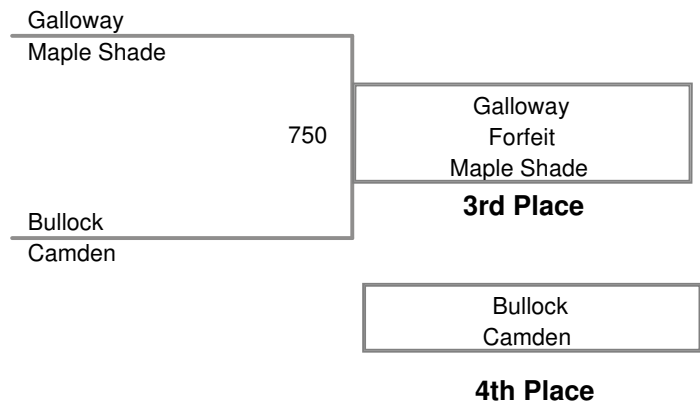 Galloway
Maple Shade
750
Galloway
Forfeit
Maple Shade
3rd Place
Bullock
Camden
Bullock
Camden
4th Place